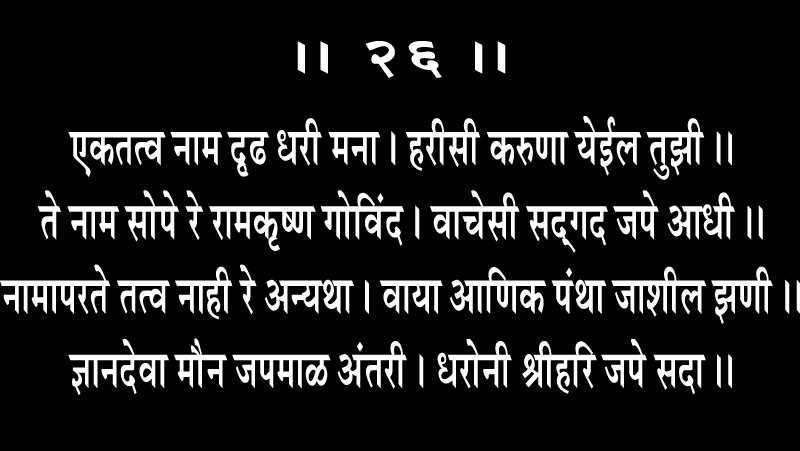 ।। २६ ।।
एकतत्व नाम दृढ धरी मना । हरीसी करुणा येईल तुझी ।।
ते नाम सोपे रे रामकृष्ण गोविंद । वाचेसी सद्‌गद जपे आधी ।।
नामापरते तत्व नाही रे अन्यथा । वाया आणिक पंथा जाशील झणी ।।
ज्ञानदेवा मौन जपमाळ अंतरी । धरोनी श्रीहरि जपे सदा ।।